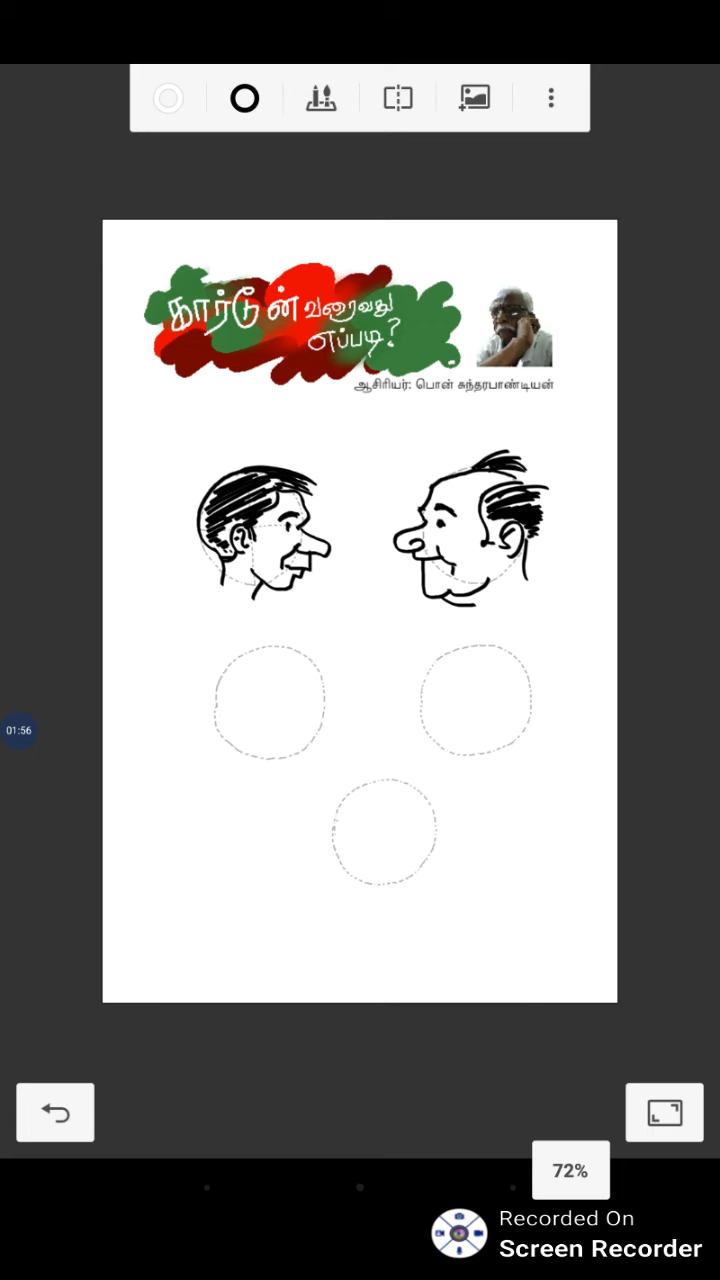 கார்டூன் வரைவது
எப்படி?
ஆசிரியர்: பொன் சுந்தரபாண்டியன்
01:56
72%
Recorded On
Screen Recorder